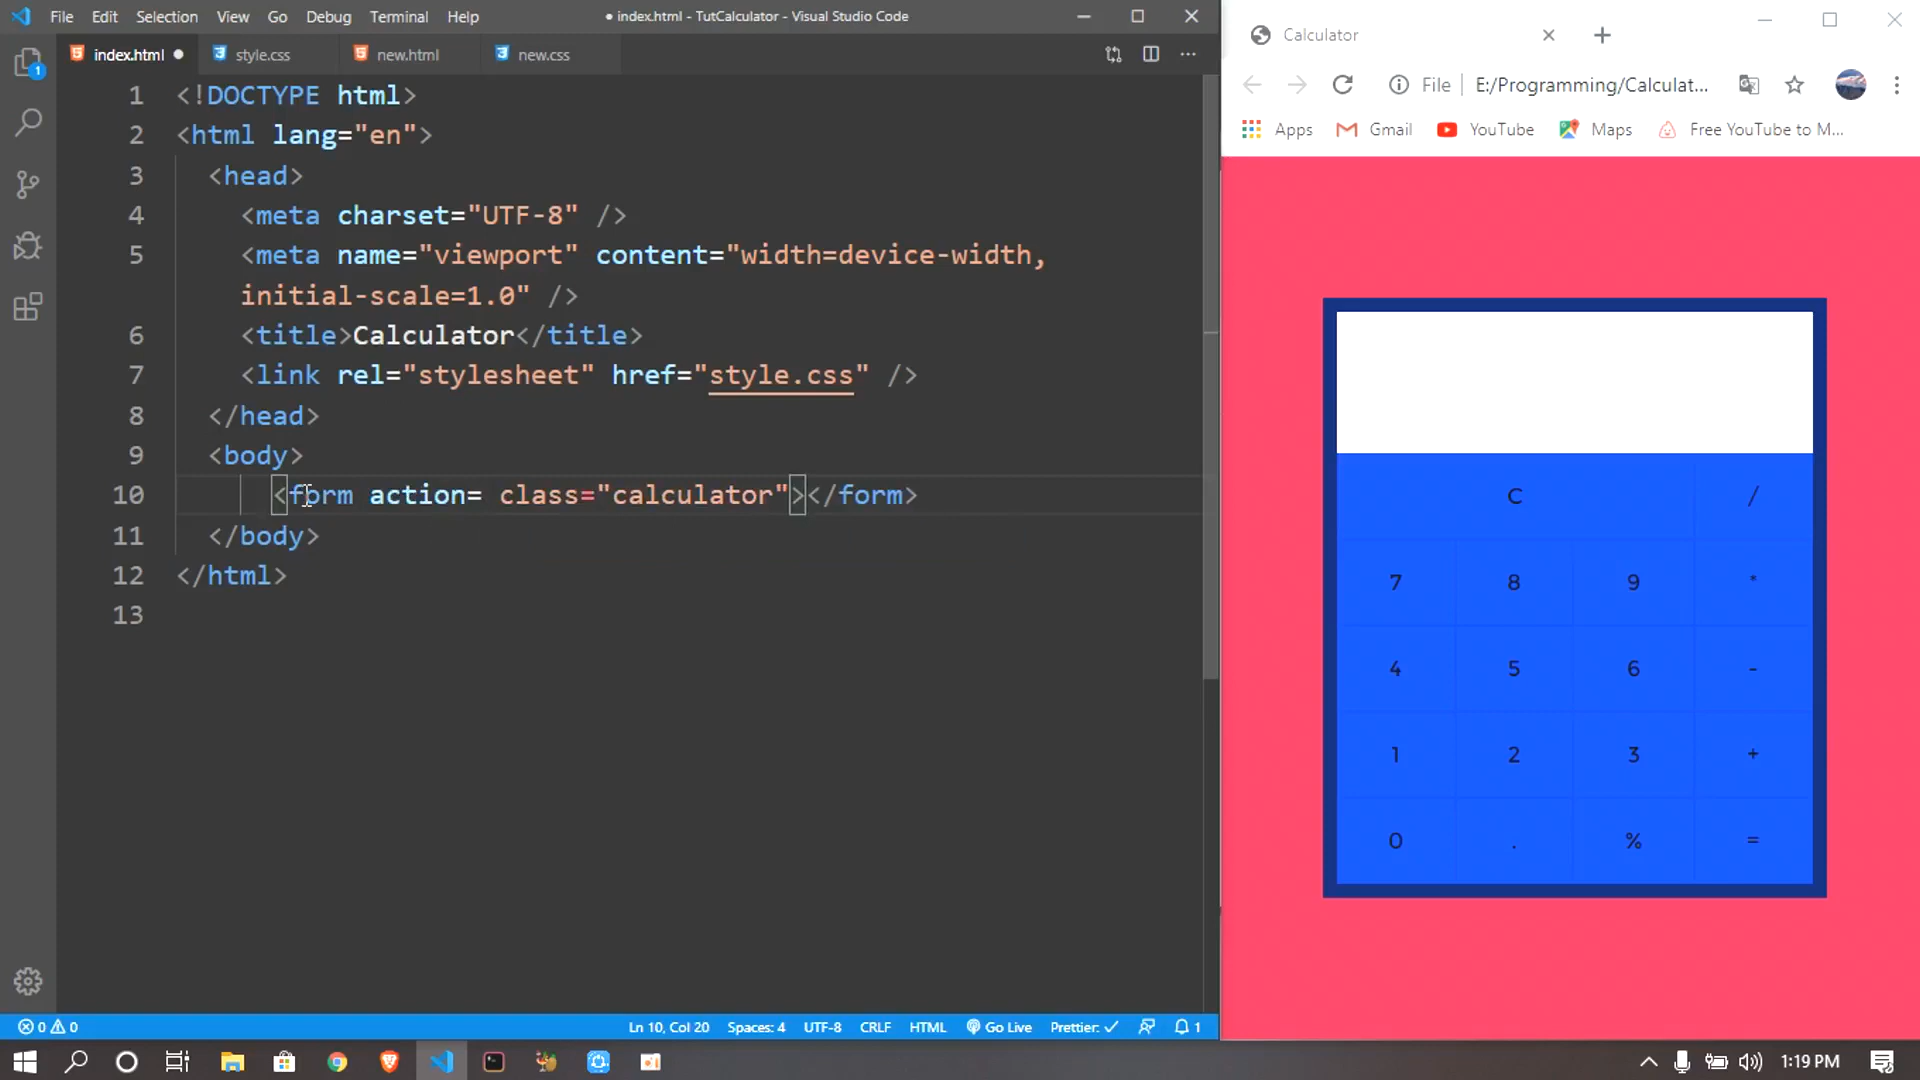 File Edit Selection View Go Debug Terminal Help
● index.html - TutCalculator - Visual Studio Code
index.html style.css new.html new.css
1 <!DOCTYPE html>
2 <html lang="en">
3 <head>
4 <meta charset="UTF-8" />
5 <meta name="viewport" content="width=device-width,
initial-scale=1.0" />
6 <title>Calculator</title>
7 <link rel="stylesheet" href="style.css" />
8 </head>
9 <body>
10 <form action= class="calculator"></form>
11 </body>
12 </html>
13
1
0 0
Ln 10, Col 20 Spaces: 4 UTF-8 CRLF HTML Go Live Prettier: ✓ 1
Calculator
File E:/Programming/Calculat...
Apps Gmail YouTube Maps Free YouTube to M...
C /
7 8 9 *
4 5 6 -
1 2 3 +
0 . % =
1:19 PM